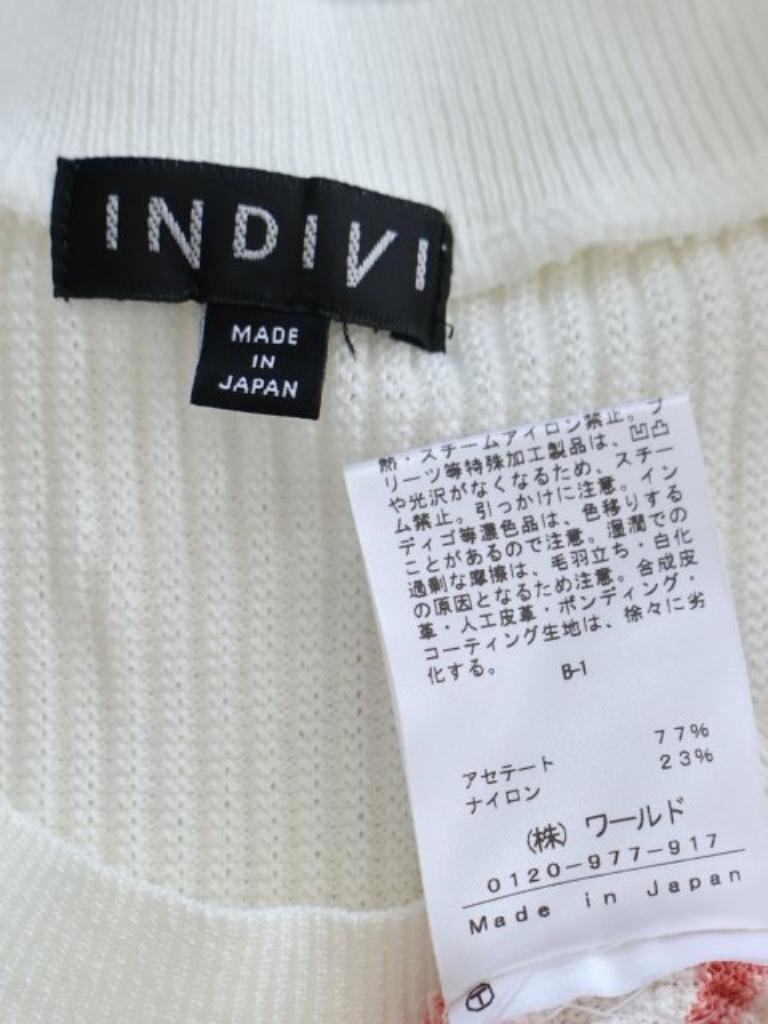 INDIVI
MADE
IN
JAPAN
熱・スチームアイロン禁止。プ
リーツ等特殊加工製品は、凹凸
や光沢がなくなるため、スチー
ム禁止。引っかけに注意。イン
ディゴ等濃色品は、色移りする
ことがあるので注意。湿潤での
過剰な摩擦は、毛羽立ち・白化
の原因となるため注意。合成皮
革・人工皮革・ボンディング・
コーティング生地は、徐々に劣
化する。 B-1
アセテート 77%
ナイロン 23%
(株) ワールド
0120-977-917
Made in Japan
T